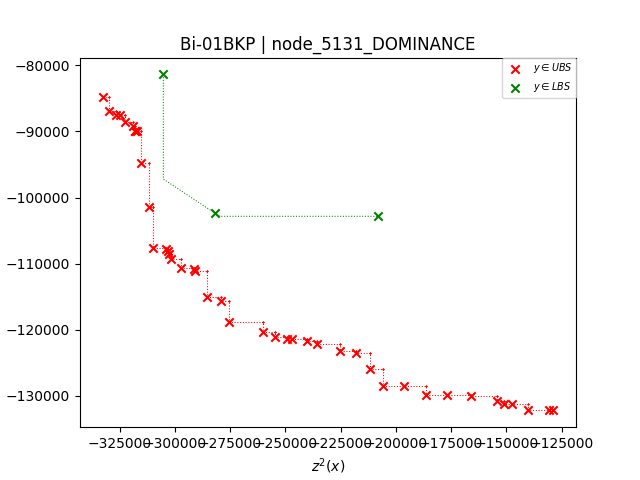 Bi-01BKP | node_5131_DOMINANCE
y ∈ UBS
y ∈ LBS
−80000
−90000
−100000
−110000
−120000
−130000
−325000 −300000 −275000 −250000 −225000 −200000 −175000 −150000 −125000
z²(x)